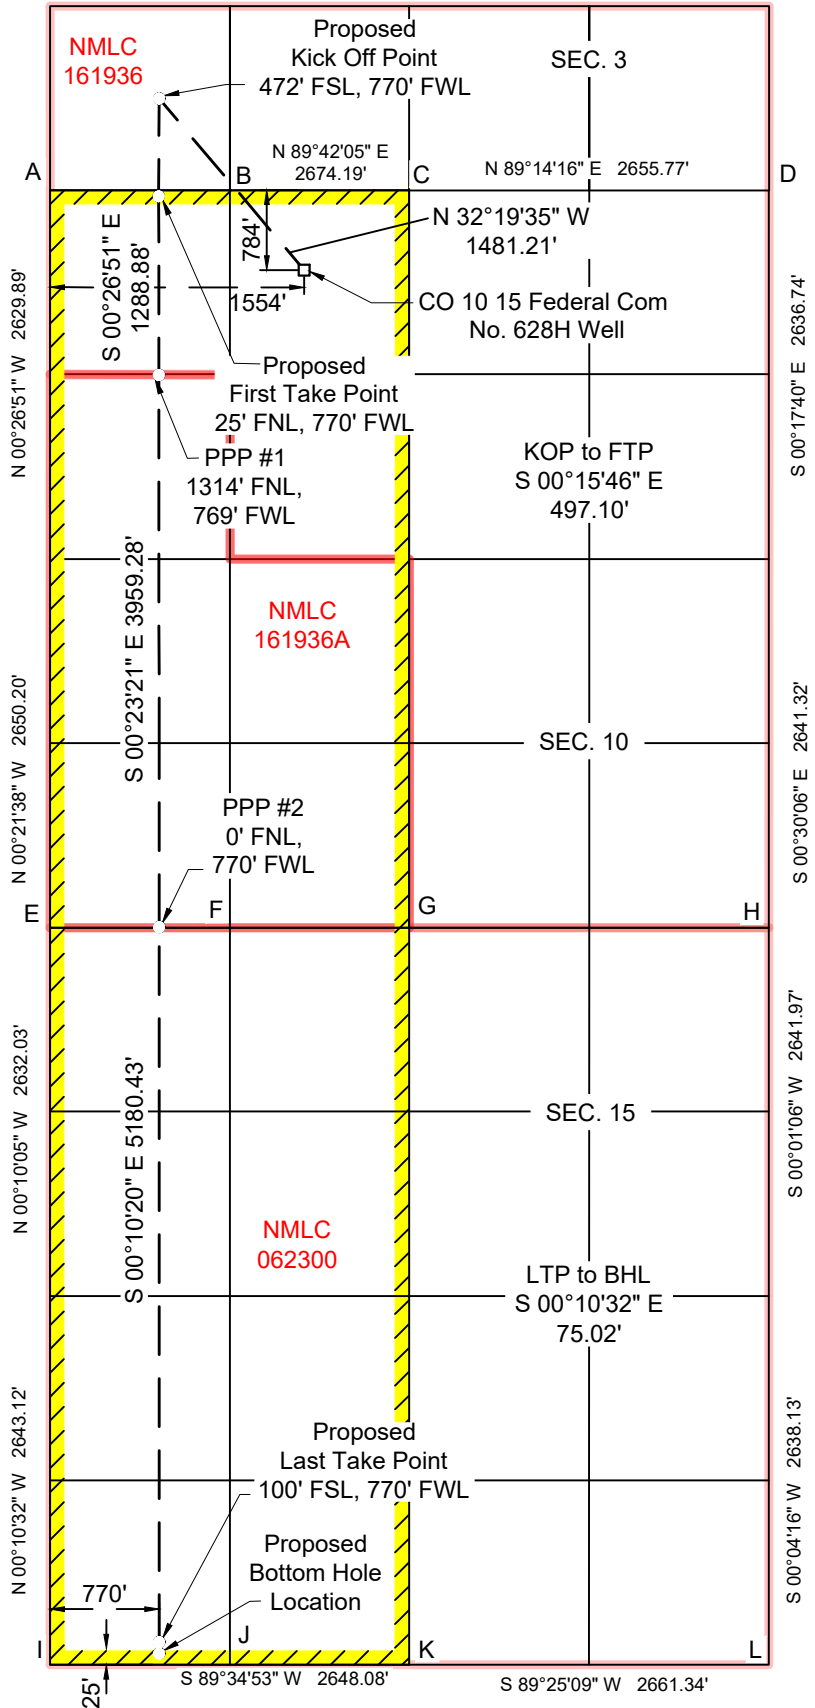 Proposed
Kick Off Point
472' FSL, 770' FWL
NMLC
161936
SEC. 3
A
B
N 89°42'05" E
2674.19'
C
N 89°14'16" E 2655.77'
D
784'
N 32°19'35" W
1481.21'
S 00°26'51" E
1288.88'
1554'
CO 10 15 Federal Com
No. 628H Well
N 00°26'51" W 2629.89'
S 00°17'40" E 2636.74'
Proposed
First Take Point
25' FNL, 770' FWL
PPP #1
1314' FNL,
769' FWL
KOP to FTP
S 00°15'46" E
497.10'
S 00°23'21" E 3959.28'
NMLC
161936A
N 00°21'38" W 2650.20'
SEC. 10
S 00°30'06" E 2641.32'
PPP #2
0' FNL,
770' FWL
E
F
G
H
N 00°10'05" W 2632.03'
S 00°10'20" E 5180.43'
SEC. 15
S 00°01'06" W 2641.97'
NMLC
062300
LTP to BHL
S 00°10'32" E
75.02'
N 00°10'32" W 2643.12'
S 00°04'16" W 2638.13'
Proposed
Last Take Point
100' FSL, 770' FWL
Proposed
Bottom Hole
Location
770'
I
J
K
L
25'
S 89°34'53" W 2648.08'
S 89°25'09" W 2661.34'